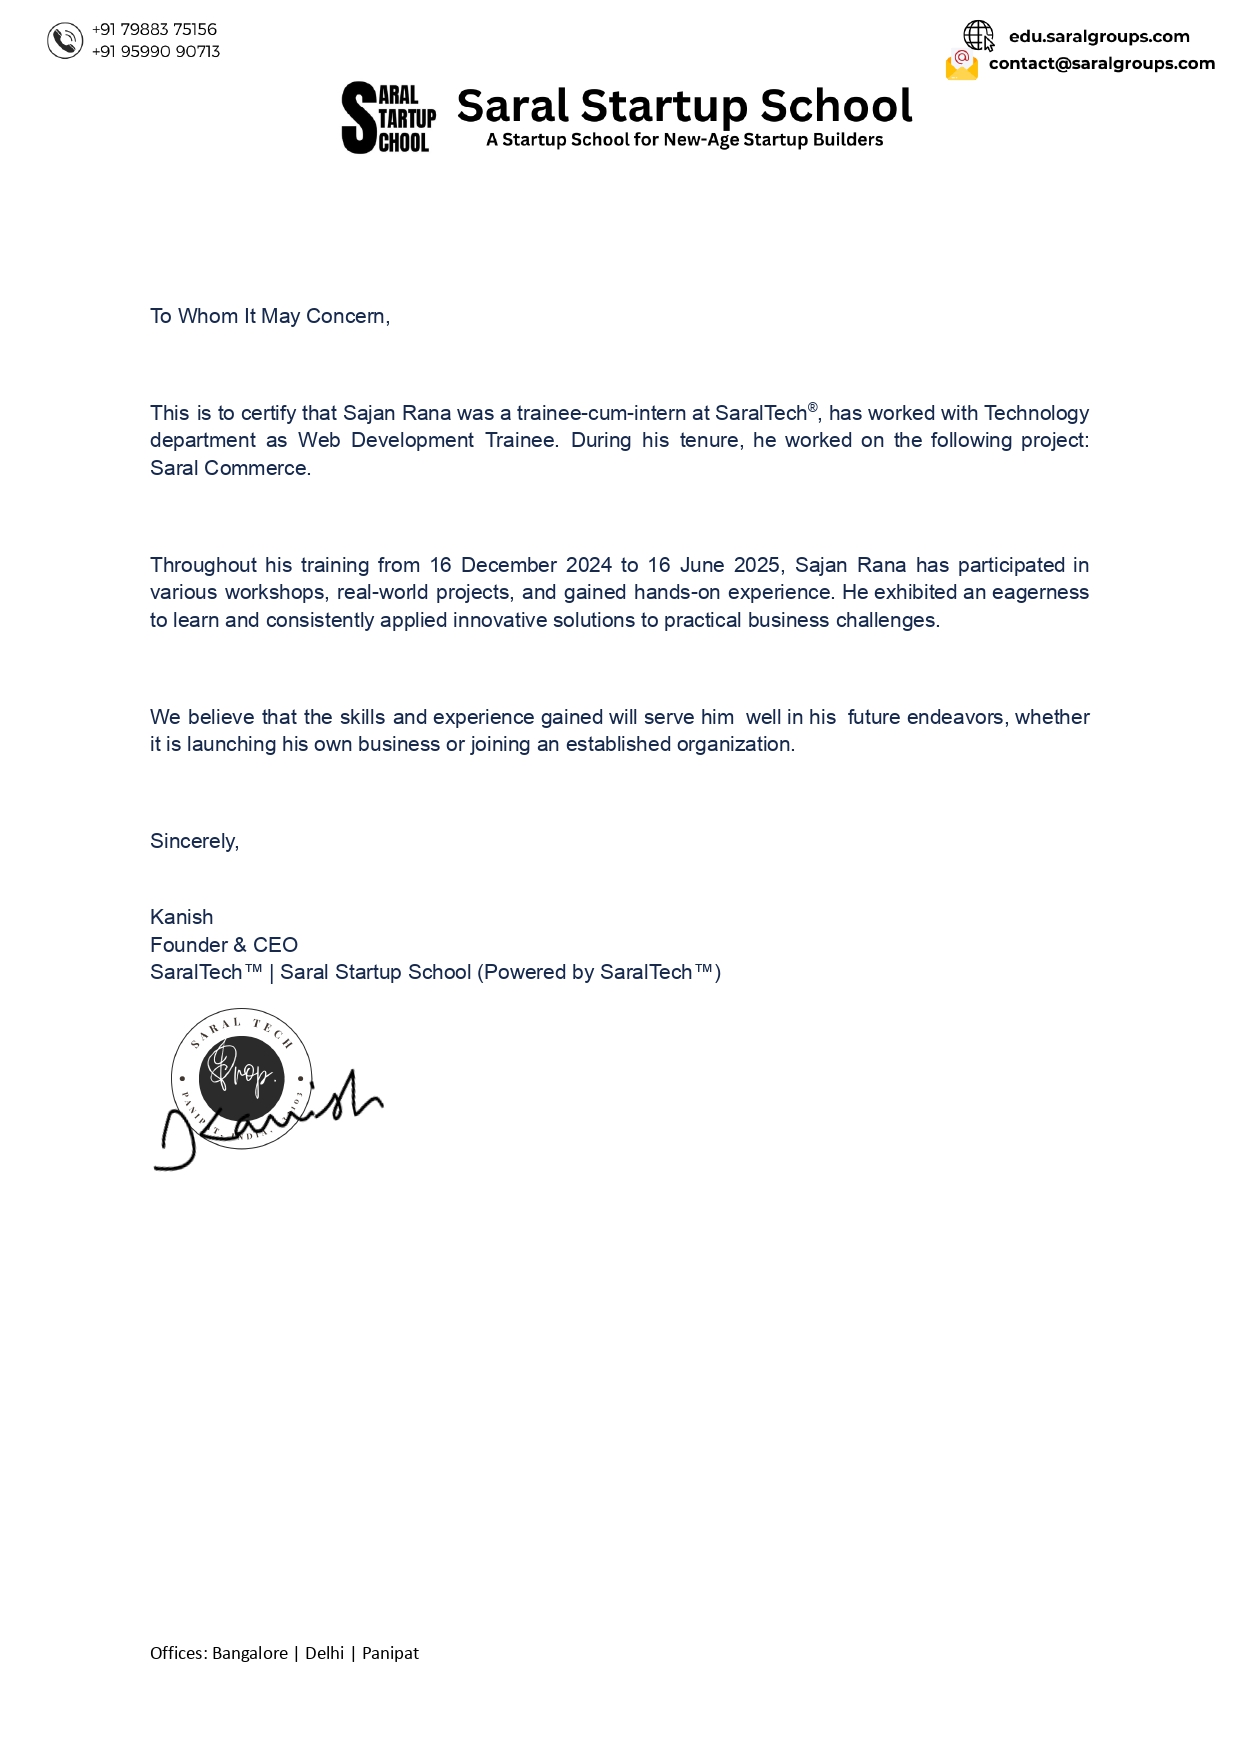 +91 79883 75156
+91 95990 90713
edu.saralgroups.com
contact@saralgroups.com
SARAL
STARTUP
SCHOOL
Saral Startup School
A Startup School for New-Age Startup Builders
To Whom It May Concern,
This is to certify that Sajan Rana was a trainee-cum-intern at SaralTech®, has worked with Technology
department as Web Development Trainee. During his tenure, he worked on the following project:
Saral Commerce.
Throughout his training from 16 December 2024 to 16 June 2025, Sajan Rana has participated in
various workshops, real-world projects, and gained hands-on experience. He exhibited an eagerness
to learn and consistently applied innovative solutions to practical business challenges.
We believe that the skills and experience gained will serve him well in his future endeavors, whether
it is launching his own business or joining an established organization.
Sincerely,
Kanish
Founder & CEO
SaralTech™ | Saral Startup School (Powered by SaralTech™)
SARAL TECH
Prop.
PANIPAT, INDIA.
Kanish
Offices: Bangalore | Delhi | Panipat